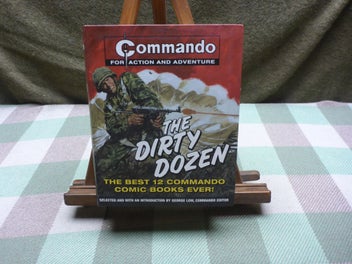 Commando
FOR ACTION AND ADVENTURE
THE
DIRTY
DOZEN
THE BEST 12 COMMANDO
COMIC BOOKS EVER!
SELECTED AND WITH AN INTRODUCTION BY GEORGE LOW, COMMANDO EDITOR